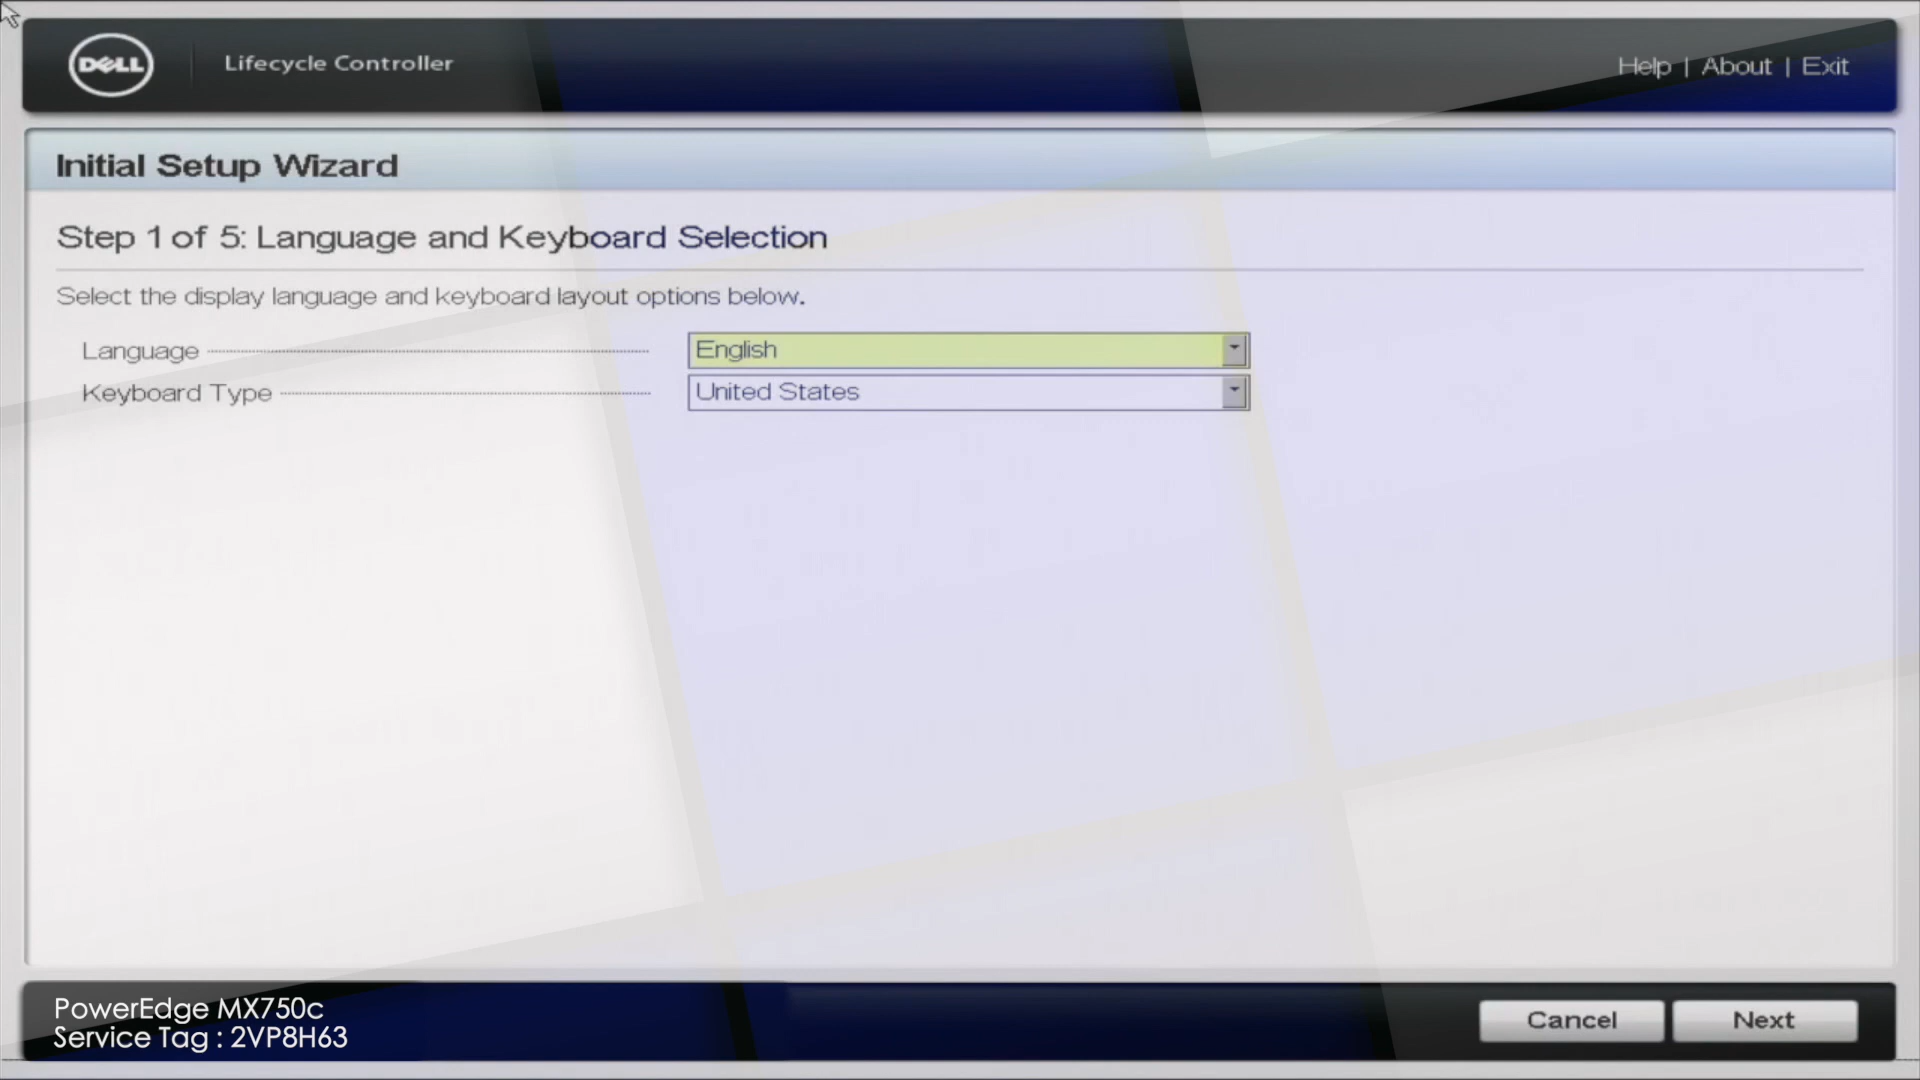 DELL
Lifecycle Controller
Help | About | Exit
Initial Setup Wizard
Step 1 of 5: Language and Keyboard Selection
Select the display language and keyboard layout options below.
Language English
Keyboard Type United States
PowerEdge MX750c
Service Tag : 2VP8H63
Cancel Next